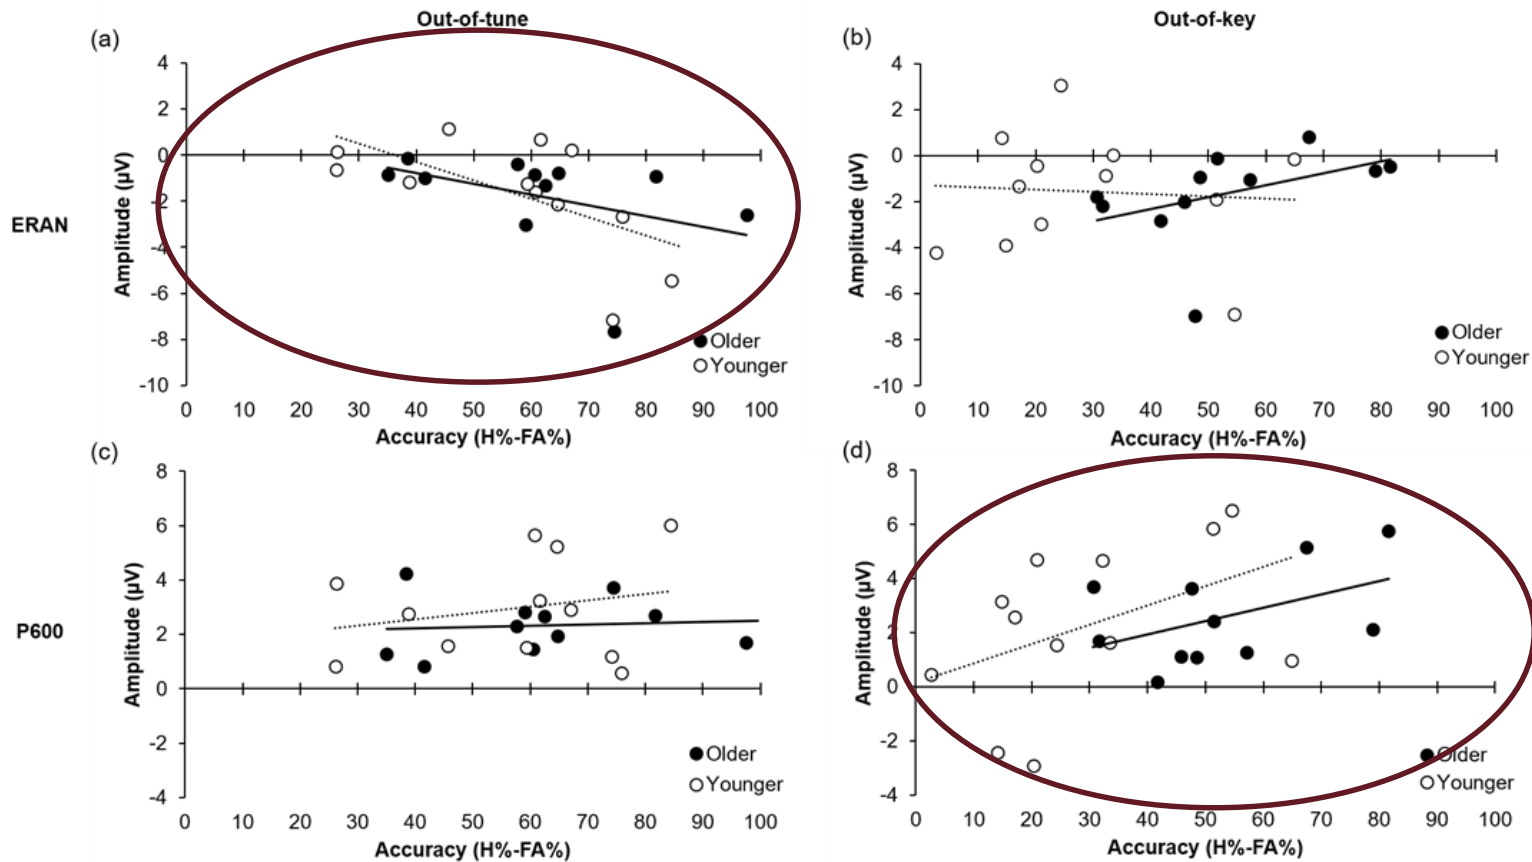 Out-of-tune
Out-of-key
(a)
(b)
ERAN
Amplitude (µV)
4
2
0
-2
-4
-6
-8
-10
0 10 20 30 40 50 60 70 80 90 100
Accuracy (H%-FA%)
Older
Younger
Amplitude (µV)
4
2
0
-2
-4
-6
-8
-10
0 10 20 30 40 50 60 70 80 90 100
Accuracy (H%-FA%)
Older
Younger
(c)
(d)
P600
Amplitude (µV)
8
6
4
2
0
-2
-4
0 10 20 30 40 50 60 70 80 90 100
Accuracy (H%-FA%)
Older
Younger
Amplitude (µV)
8
6
4
2
0
-2
-4
0 10 20 30 40 50 60 70 80 90 100
Accuracy (H%-FA%)
Older
Younger